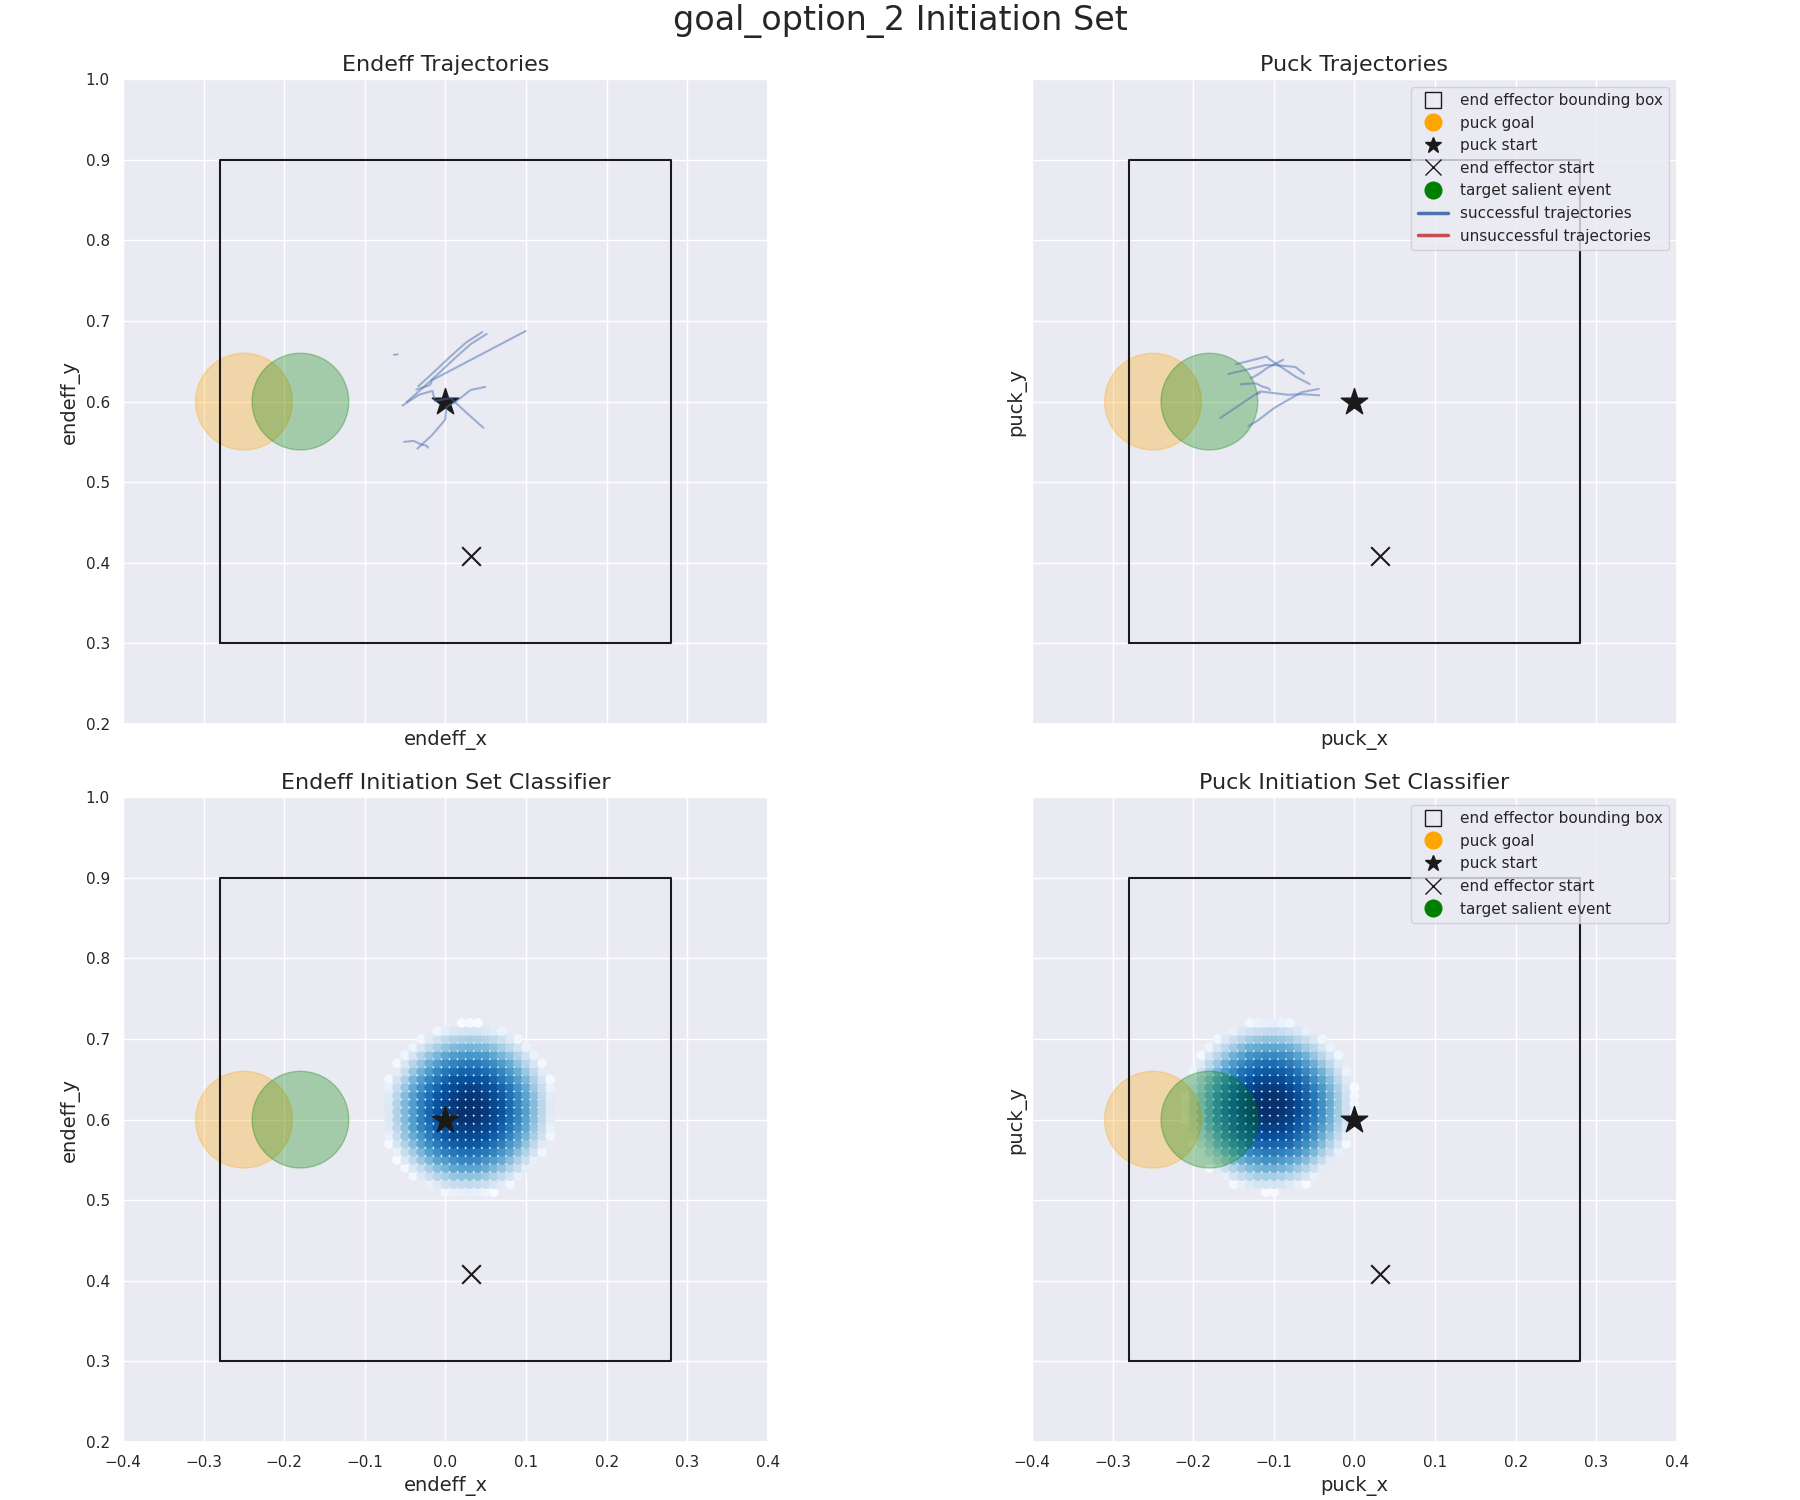 goal_option_2 Initiation Set
Endeff Trajectories
1.0
0.9
0.8
0.7
0.6
0.5
0.4
0.3
0.2
endeff_y
endeff_x
Puck Trajectories
end effector bounding box
puck goal
puck start
end effector start
target salient event
successful trajectories
unsuccessful trajectories
puck_y
puck_x
Endeff Initiation Set Classifier
1.0
0.9
0.8
0.7
0.6
0.5
0.4
0.3
0.2
endeff_y
−0.4 −0.3 −0.2 −0.1 0.0 0.1 0.2 0.3 0.4
endeff_x
Puck Initiation Set Classifier
end effector bounding box
puck goal
puck start
end effector start
target salient event
puck_y
−0.4 −0.3 −0.2 −0.1 0.0 0.1 0.2 0.3 0.4
puck_x